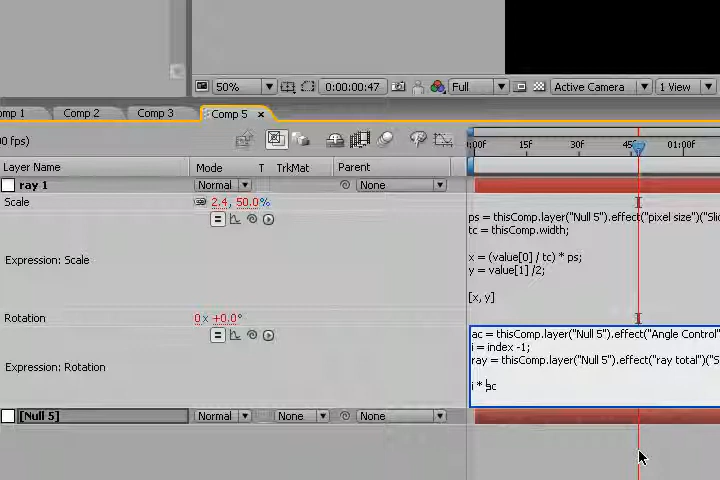 50%
0:00:00:47
Full
Active Camera
1 View
omp 1
Comp 2
Comp 3
Comp 5
00 fps)
:00F
15F
30F
45
01:00F
Layer Name
Mode
T
TrkMat
Parent
ray 1
Normal
None
Scale
2.4, 50.0%
ps = thisComp.layer("Null 5").effect("pixel size")("Slid
tc = thisComp.width;
Expression: Scale
x = (value[0] / tc) * ps;
y = value[1] /2;
[x, y]
Rotation
0 x +0.0°
ac = thisComp.layer("Null 5").effect("Angle Control"
i = index -1;
Expression: Rotation
ray = thisComp.layer("Null 5").effect("ray total")("S
i * ac
[Null 5]
Normal
None
None